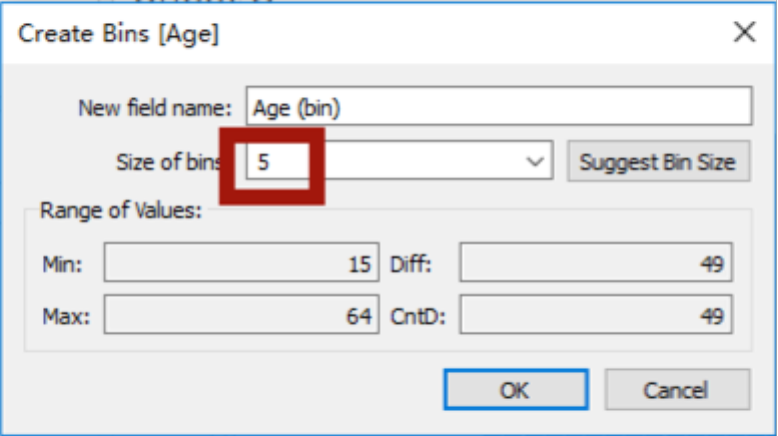 Create Bins [Age]
New field name: Age (bin)
Size of bins 5 Suggest Bin Size
Range of Values:
Min: 15 Diff: 49
Max: 64 CntD: 49
OK Cancel